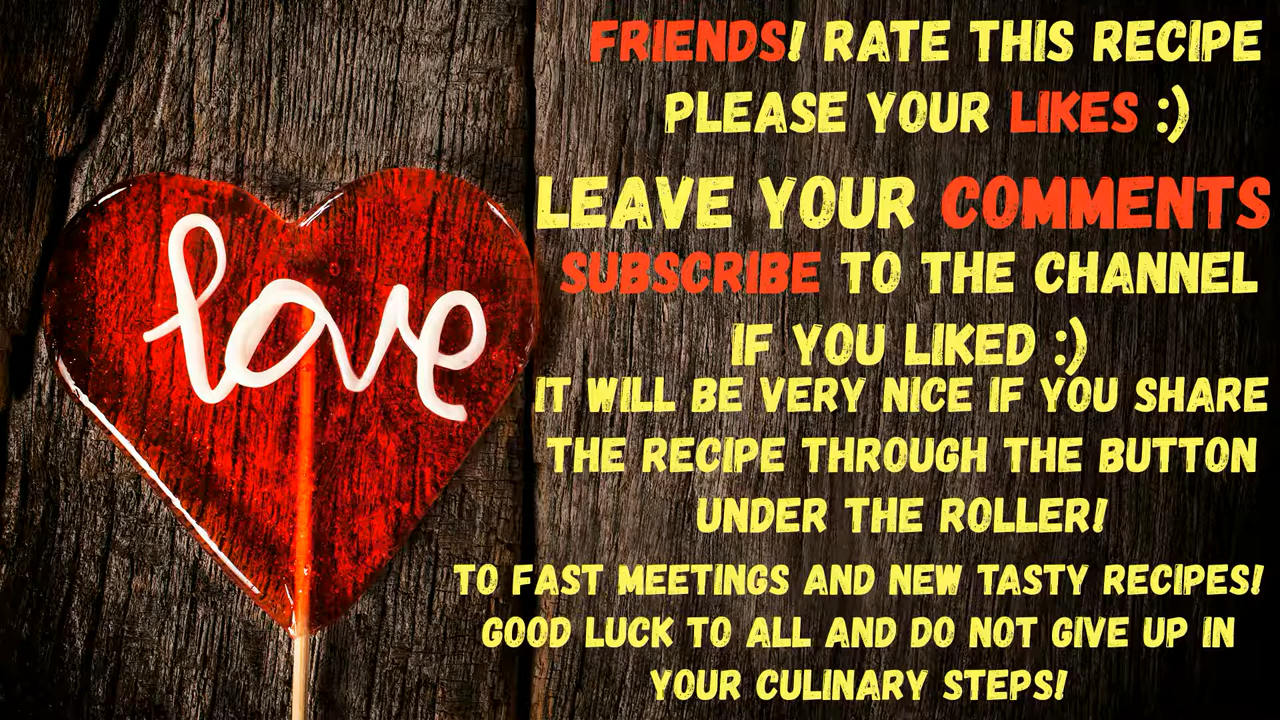 FRIENDS! RATE THIS RECIPE
PLEASE YOUR LIKES :)
LEAVE YOUR COMMENTS
SUBSCRIBE TO THE CHANNEL
IF YOU LIKED :)
IT WILL BE VERY NICE IF YOU SHARE
THE RECIPE THROUGH THE BUTTON
UNDER THE ROLLER!
TO FAST MEETINGS AND NEW TASTY RECIPES!
GOOD LUCK TO ALL AND DO NOT GIVE UP IN
YOUR CULINARY STEPS!
love